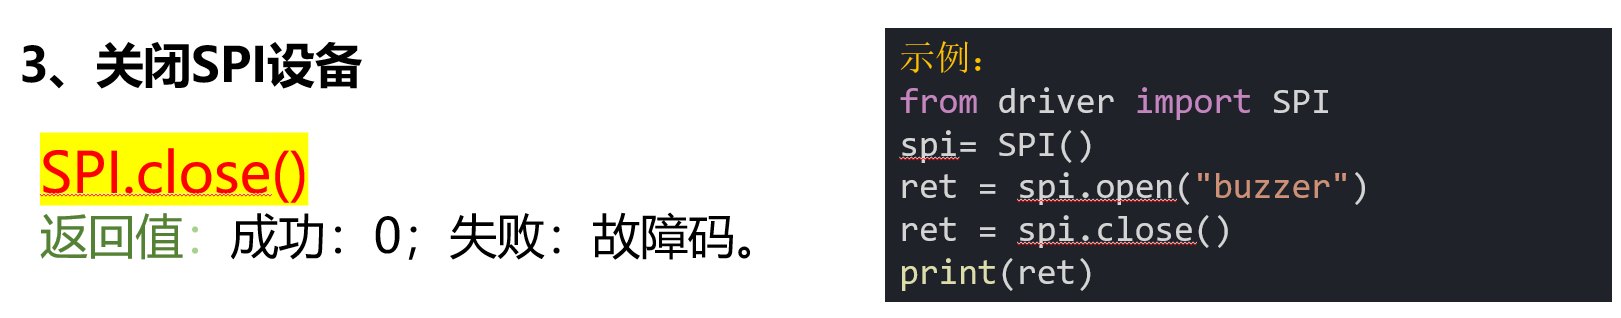 3、关闭SPI设备
SPI.close()
返回值：成功：0；失败：故障码。
示例：
from driver import SPI
spi= SPI()
ret = spi.open("buzzer")
ret = spi.close()
print(ret)